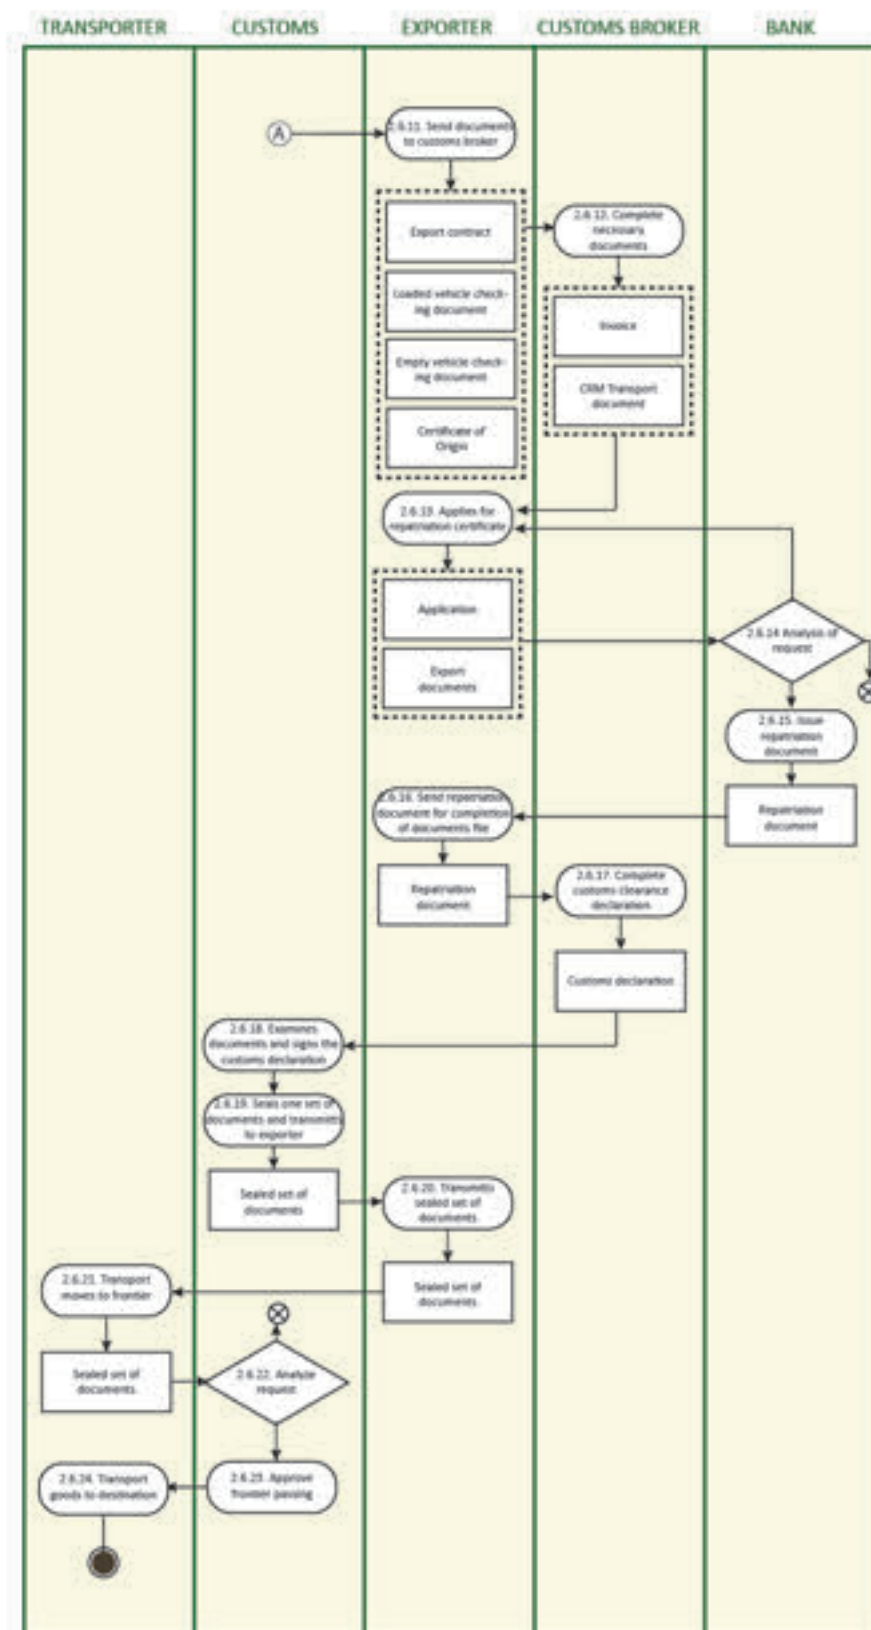 TRANSPORTER
CUSTOMS
EXPORTER
CUSTOMS BROKER
BANK
A
2.6.11. Send documents
to customs broker
Export contract
2.6.12. Complete
necessary
documents
Loaded vehicle check-
ing document
Invoice
Empty vehicle check-
ing document
CRM Transport
document
Certificate of
Origin
2.6.13. Applies for
repatriation certificate
Application
2.6.14 Analysis of
request
Export
documents
2.6.15. Issue
repatriation
document
2.6.16. Send repatriation
document for completion
of documents file
Repatriation
document
2.6.17. Complete
customs clearance
declaration
Repatriation
document
Customs declaration
2.6.18. Examines
documents and signs the
customs declaration
2.6.19. Seals one set of
documents and transmitts
to exporter
Sealed set of
documents
2.6.20. Transmitts
sealed set of
documents.
2.6.21. Transport
moves to frontier
Sealed set of
documents.
Sealed set of
documents.
2.6.22. Analyze
request
2.6.23. Approve
frontier passing
2.6.24. Transport
goods to destination